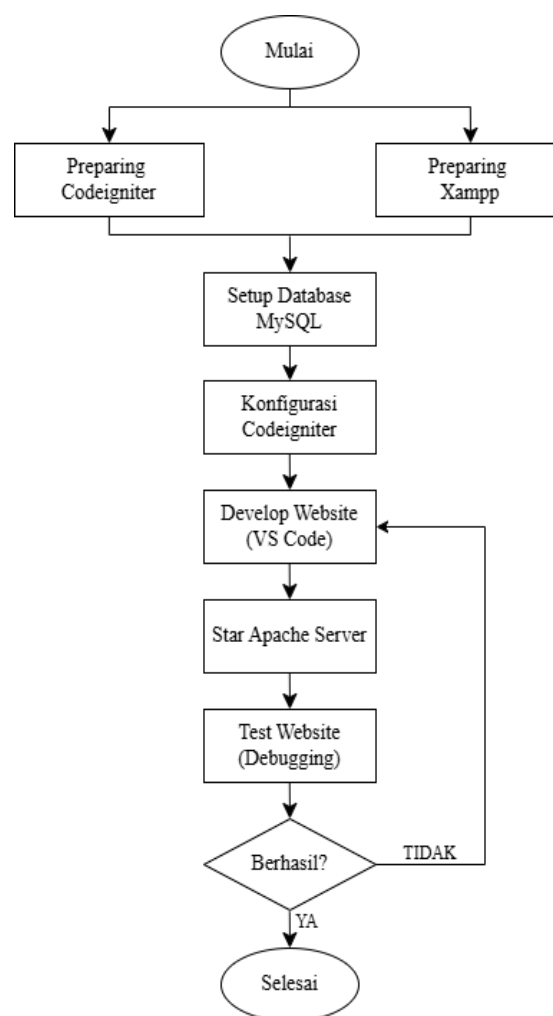 Mulai
Preparing
Codeigniter
Preparing
Xampp
Setup Database
MySQL
Konfigurasi
Codeigniter
Develop Website
(VS Code)
Star Apache Server
Test Website
(Debugging)
Berhasil?
TIDAK
YA
Selesai